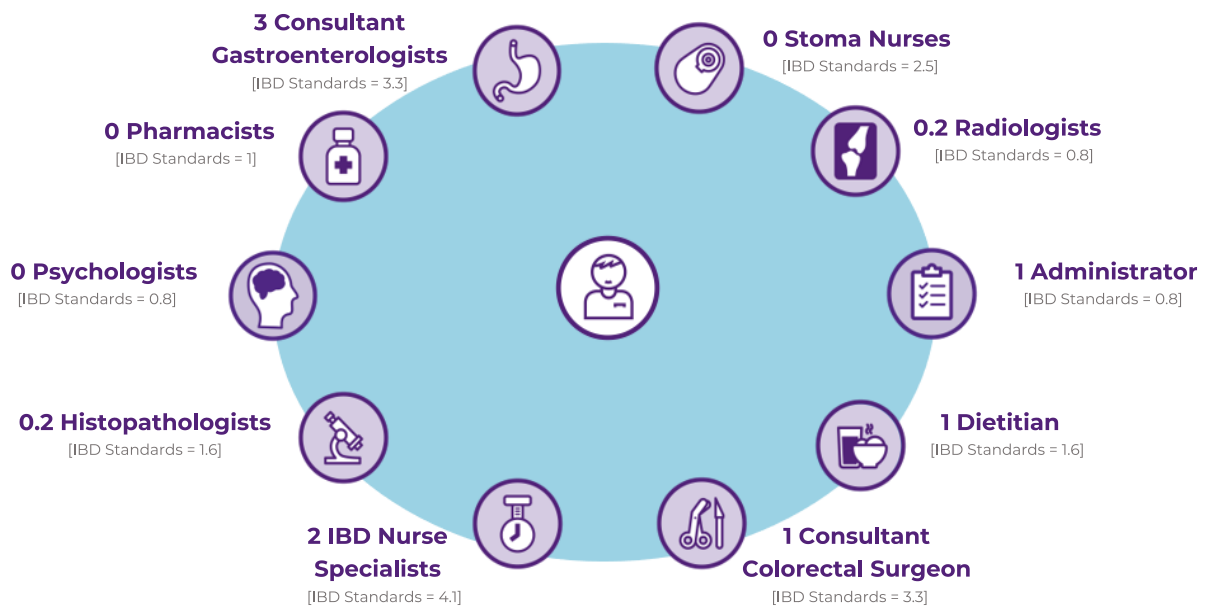 3 Consultant
Gastroenterologists
[IBD Standards = 3.3]
0 Stoma Nurses
[IBD Standards = 2.5]
0 Pharmacists
[IBD Standards = 1]
0.2 Radiologists
[IBD Standards = 0.8]
0 Psychologists
[IBD Standards = 0.8]
1 Administrator
[IBD Standards = 0.8]
0.2 Histopathologists
[IBD Standards = 1.6]
1 Dietitian
[IBD Standards = 1.6]
2 IBD Nurse
Specialists
[IBD Standards = 4.1]
1 Consultant
Colorectal Surgeon
[IBD Standards = 3.3]